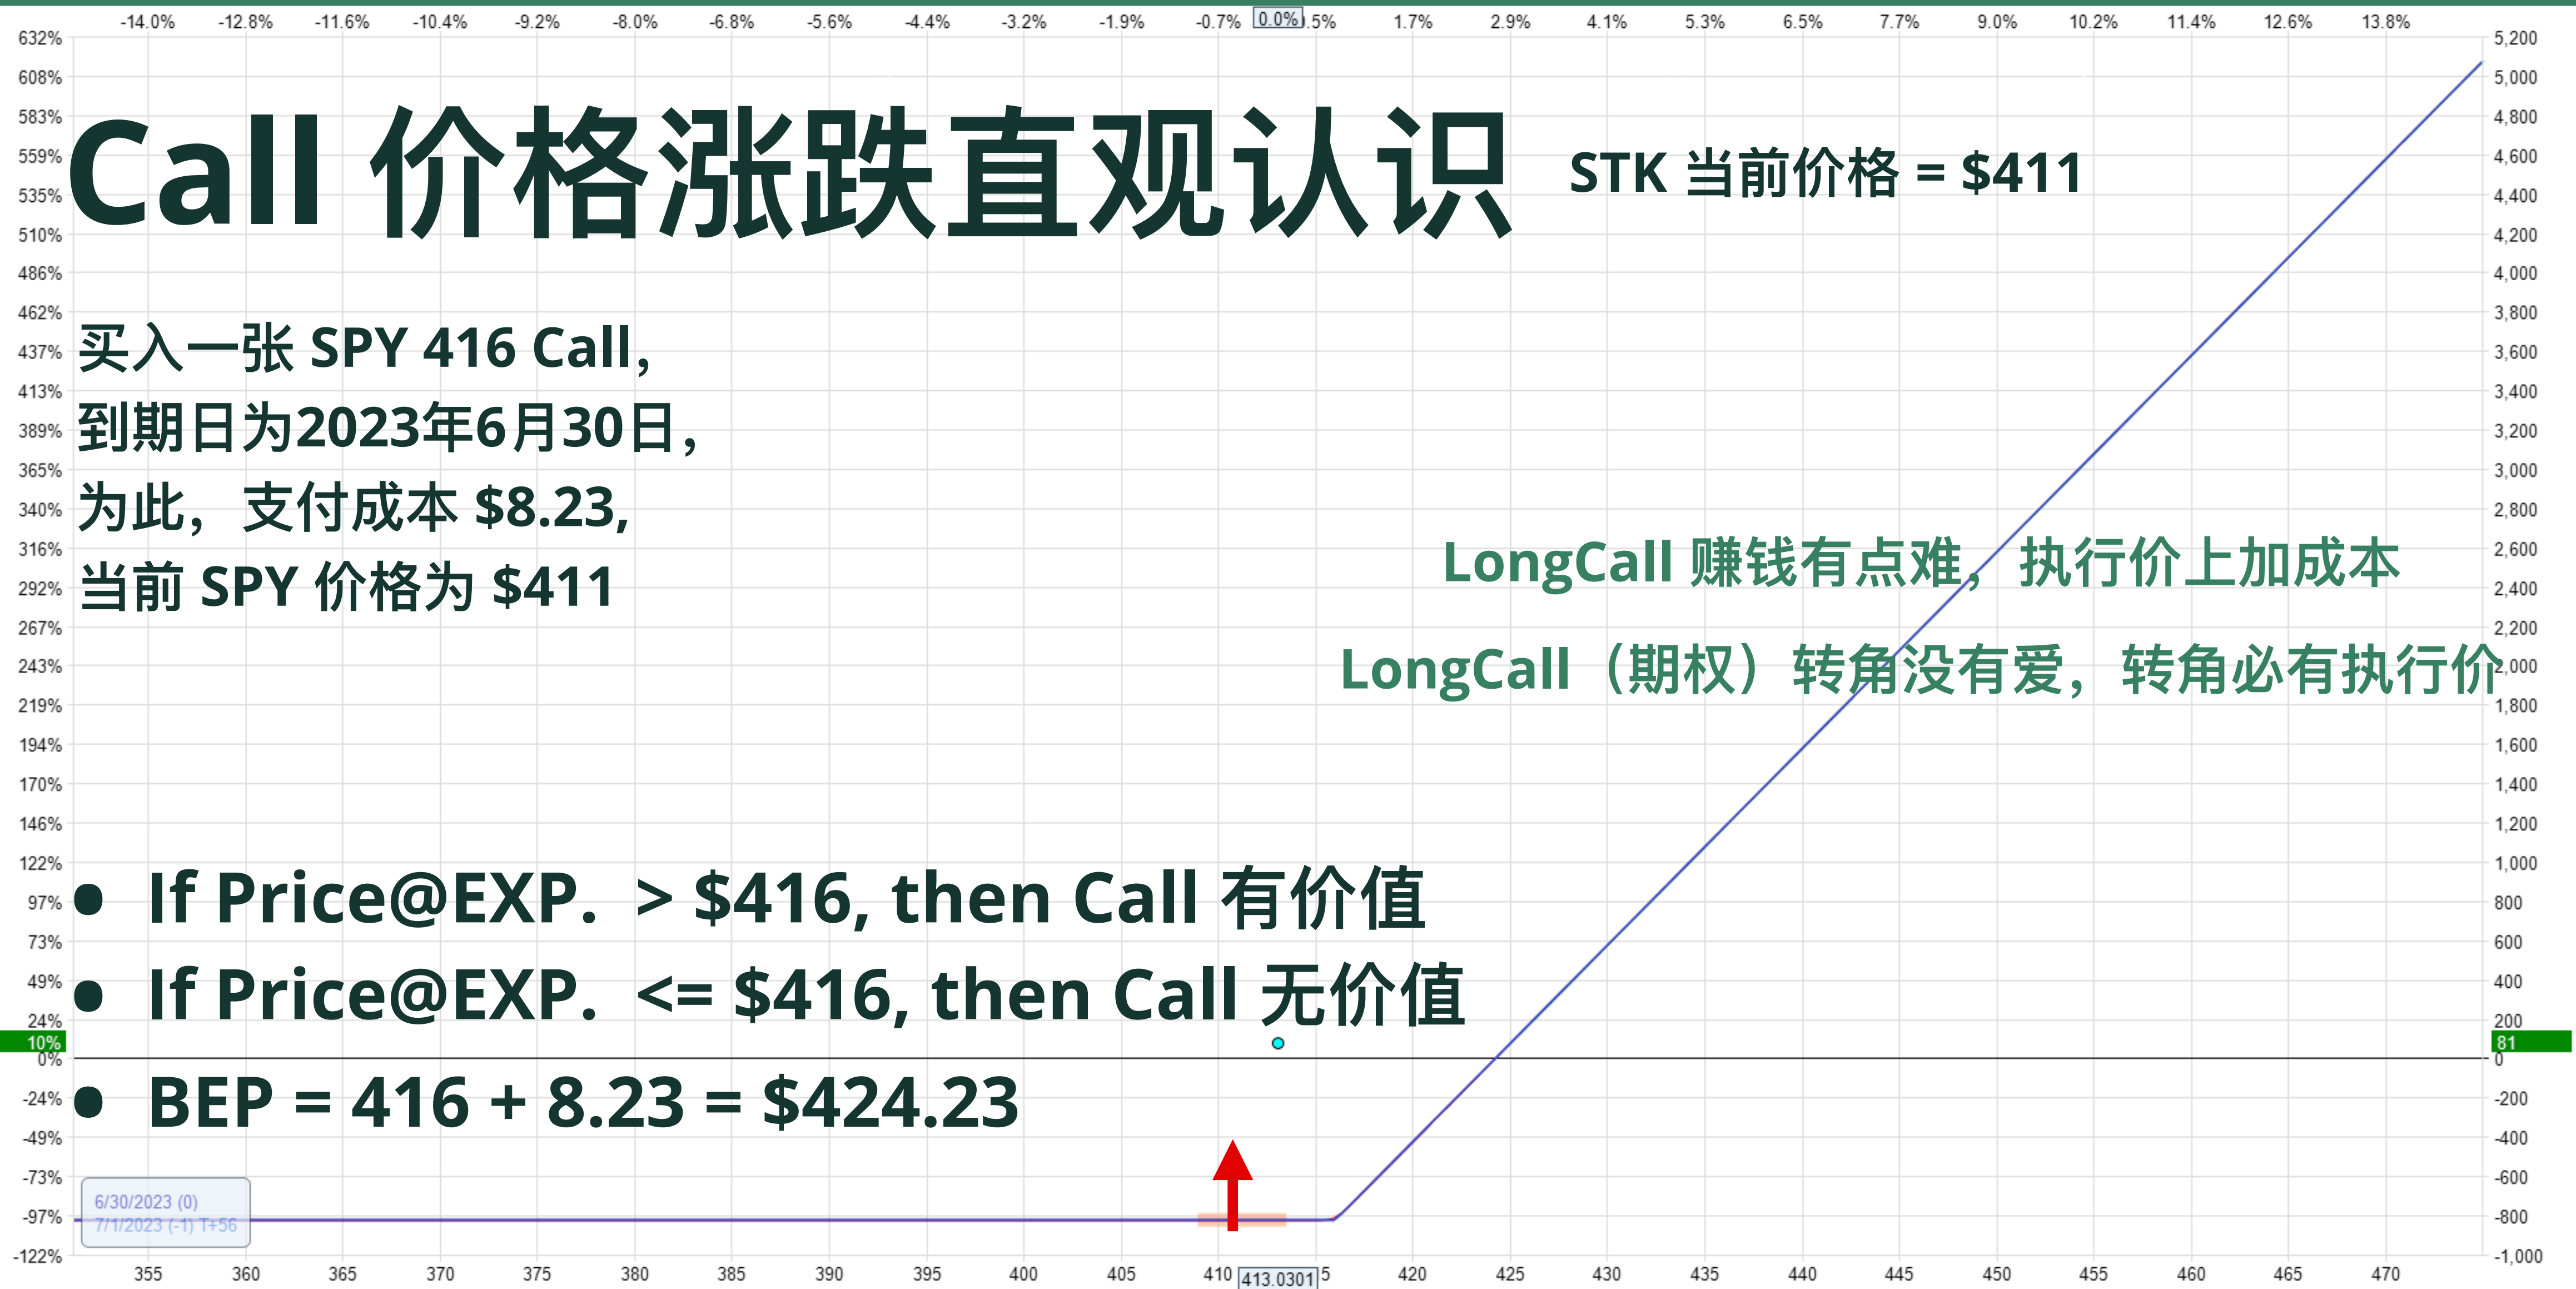 -14.0% -12.8% -11.6% -10.4% -9.2% -8.0% -6.8% -5.6% -4.4% -3.2% -1.9% -0.7% 0.0% .5% 1.7% 2.9% 4.1% 5.3% 6.5% 7.7% 9.0% 10.2% 11.4% 12.6% 13.8%
632% 5,200
608% 5,000
583% 4,800
Call 价格涨跌直观认识
STK 当前价格 = $411
559% 4,600
535% 4,400
510% 4,200
486% 4,000
462% 3,800
买入一张 SPY 416 Call，
437% 3,600
413% 3,400
到期日为2023年6月30日，
389% 3,200
365% 3,000
为此，支付成本 $8.23,
340% 2,800
316% 2,600
LongCall 赚钱有点难，执行价上加成本
当前 SPY 价格为 $411
292% 2,400
267% 2,200
LongCall（期权）转角没有爱，转角必有执行价
243% 2,000
219% 1,800
194% 1,600
170% 1,400
146% 1,200
122% 1,000
• If Price@EXP. > $416, then Call 有价值
97% 800
73% 600
• If Price@EXP. <= $416, then Call 无价值
49% 400
24% 200
10% 81
0% 0
• BEP = 416 + 8.23 = $424.23
-24% -200
-49% -400
-73% -600
6/30/2023 (0)
-97% -800
7/1/2023 (-1) T+56
-122% -1,000
355 360 365 370 375 380 385 390 395 400 405 410 413.0301 5 420 425 430 435 440 445 450 455 460 465 470